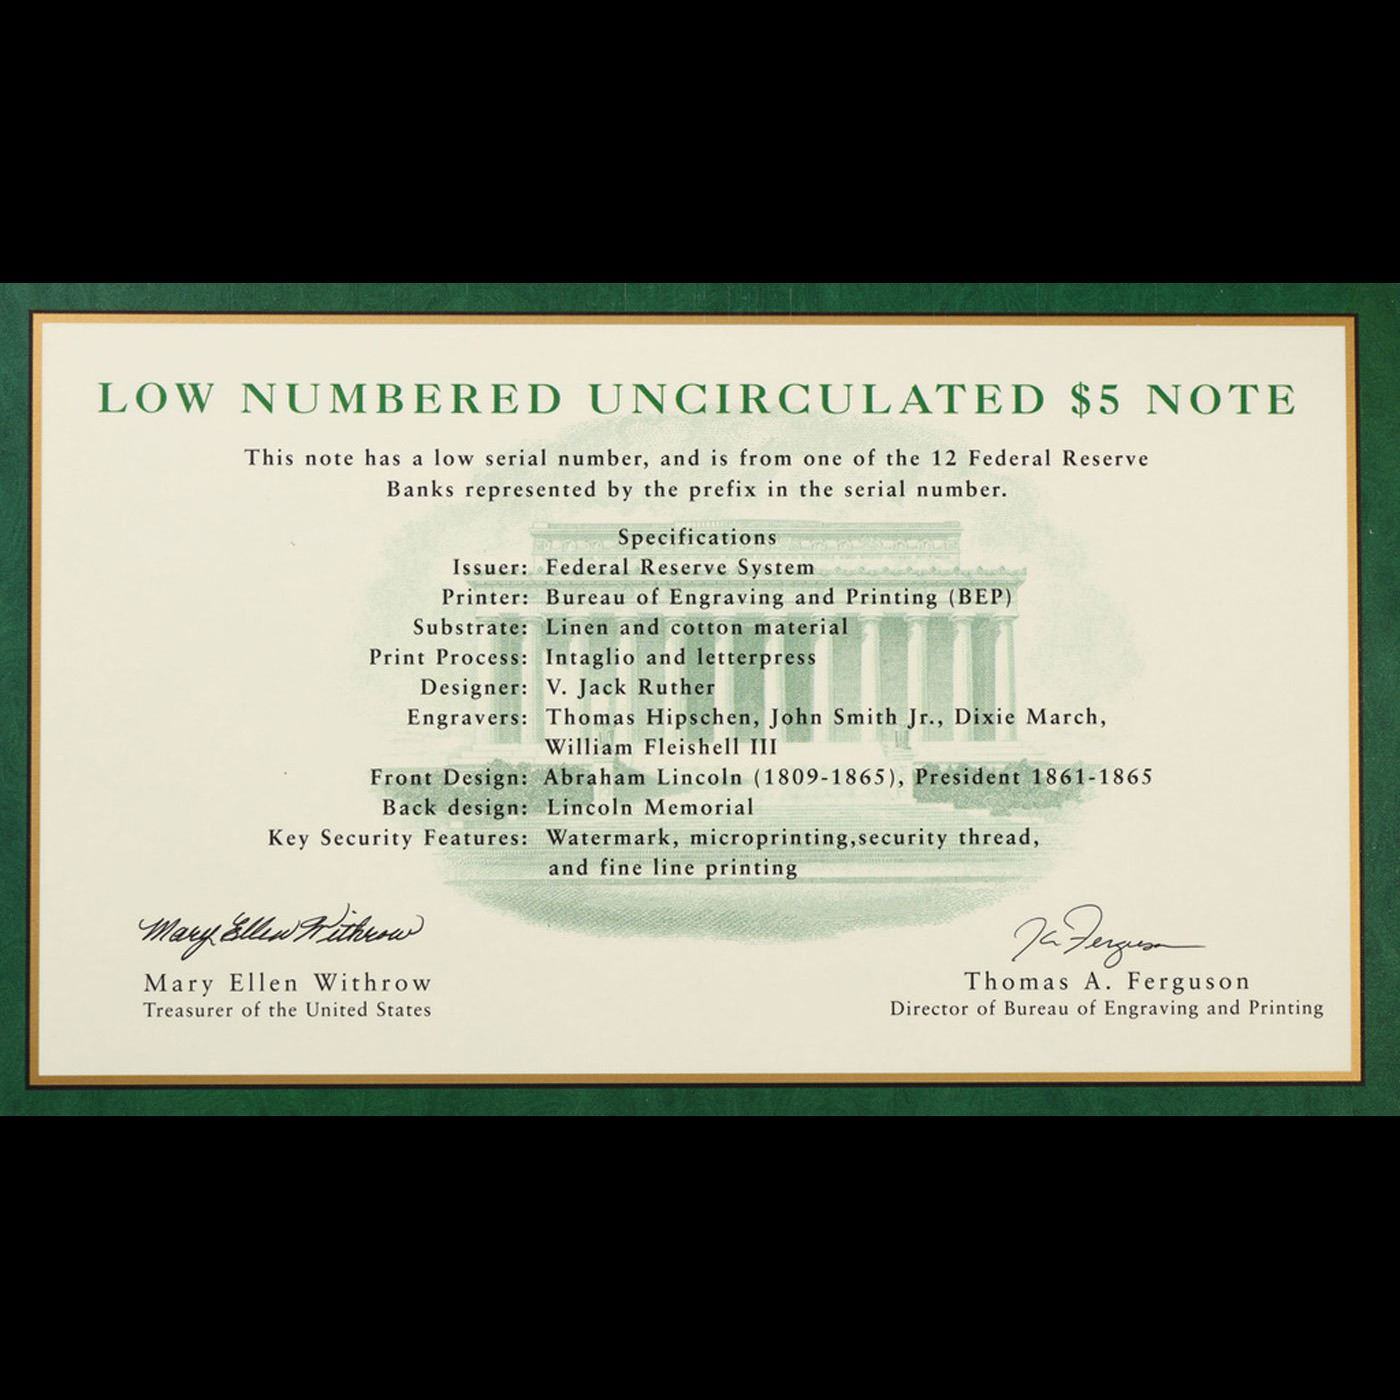 LOW NUMBERED UNCIRCULATED $5 NOTE
This note has a low serial number, and is from one of the 12 Federal Reserve
Banks represented by the prefix in the serial number.
Specifications
Issuer: Federal Reserve System
Printer: Bureau of Engraving and Printing (BEP)
Substrate: Linen and cotton material
Print Process: Intaglio and letterpress
Designer: V. Jack Ruther
Engravers: Thomas Hipschen, John Smith Jr., Dixie March,
William Fleishell III
Front Design: Abraham Lincoln (1809-1865), President 1861-1865
Back design: Lincoln Memorial
Key Security Features: Watermark, microprinting,security thread,
and fine line printing
Mary Ellen Withrow
Mary Ellen Withrow
Treasurer of the United States
Ferguson
Thomas A. Ferguson
Director of Bureau of Engraving and Printing